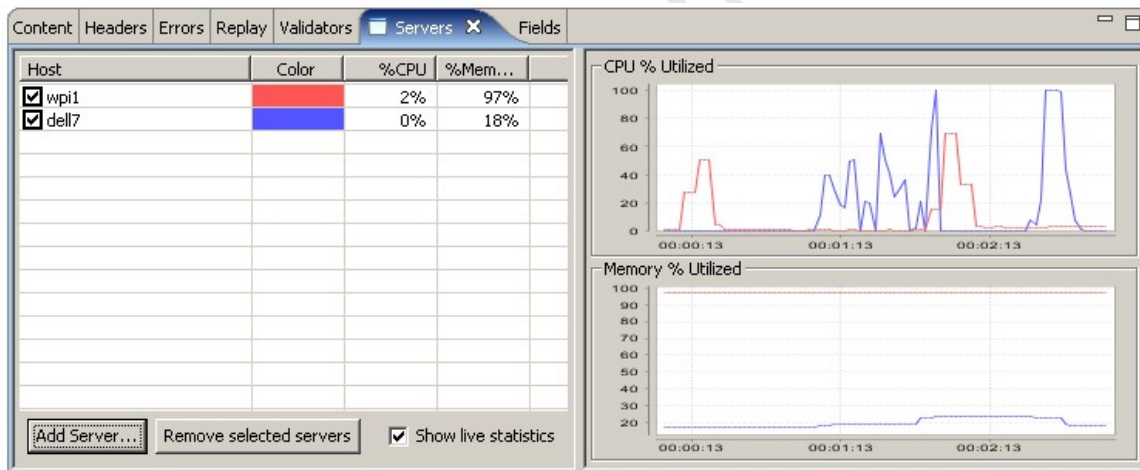 Content Headers Errors Replay Validators Servers Fields
Host Color %CPU %Mem...
wpi1 2% 97%
dell7 0% 18%
Add Server... Remove selected servers Show live statistics
CPU % Utilized
100
80
60
40
20
0
00:00:13 00:01:13 00:02:13
Memory % Utilized
100
90
80
70
60
50
40
30
20
00:00:13 00:01:13 00:02:13